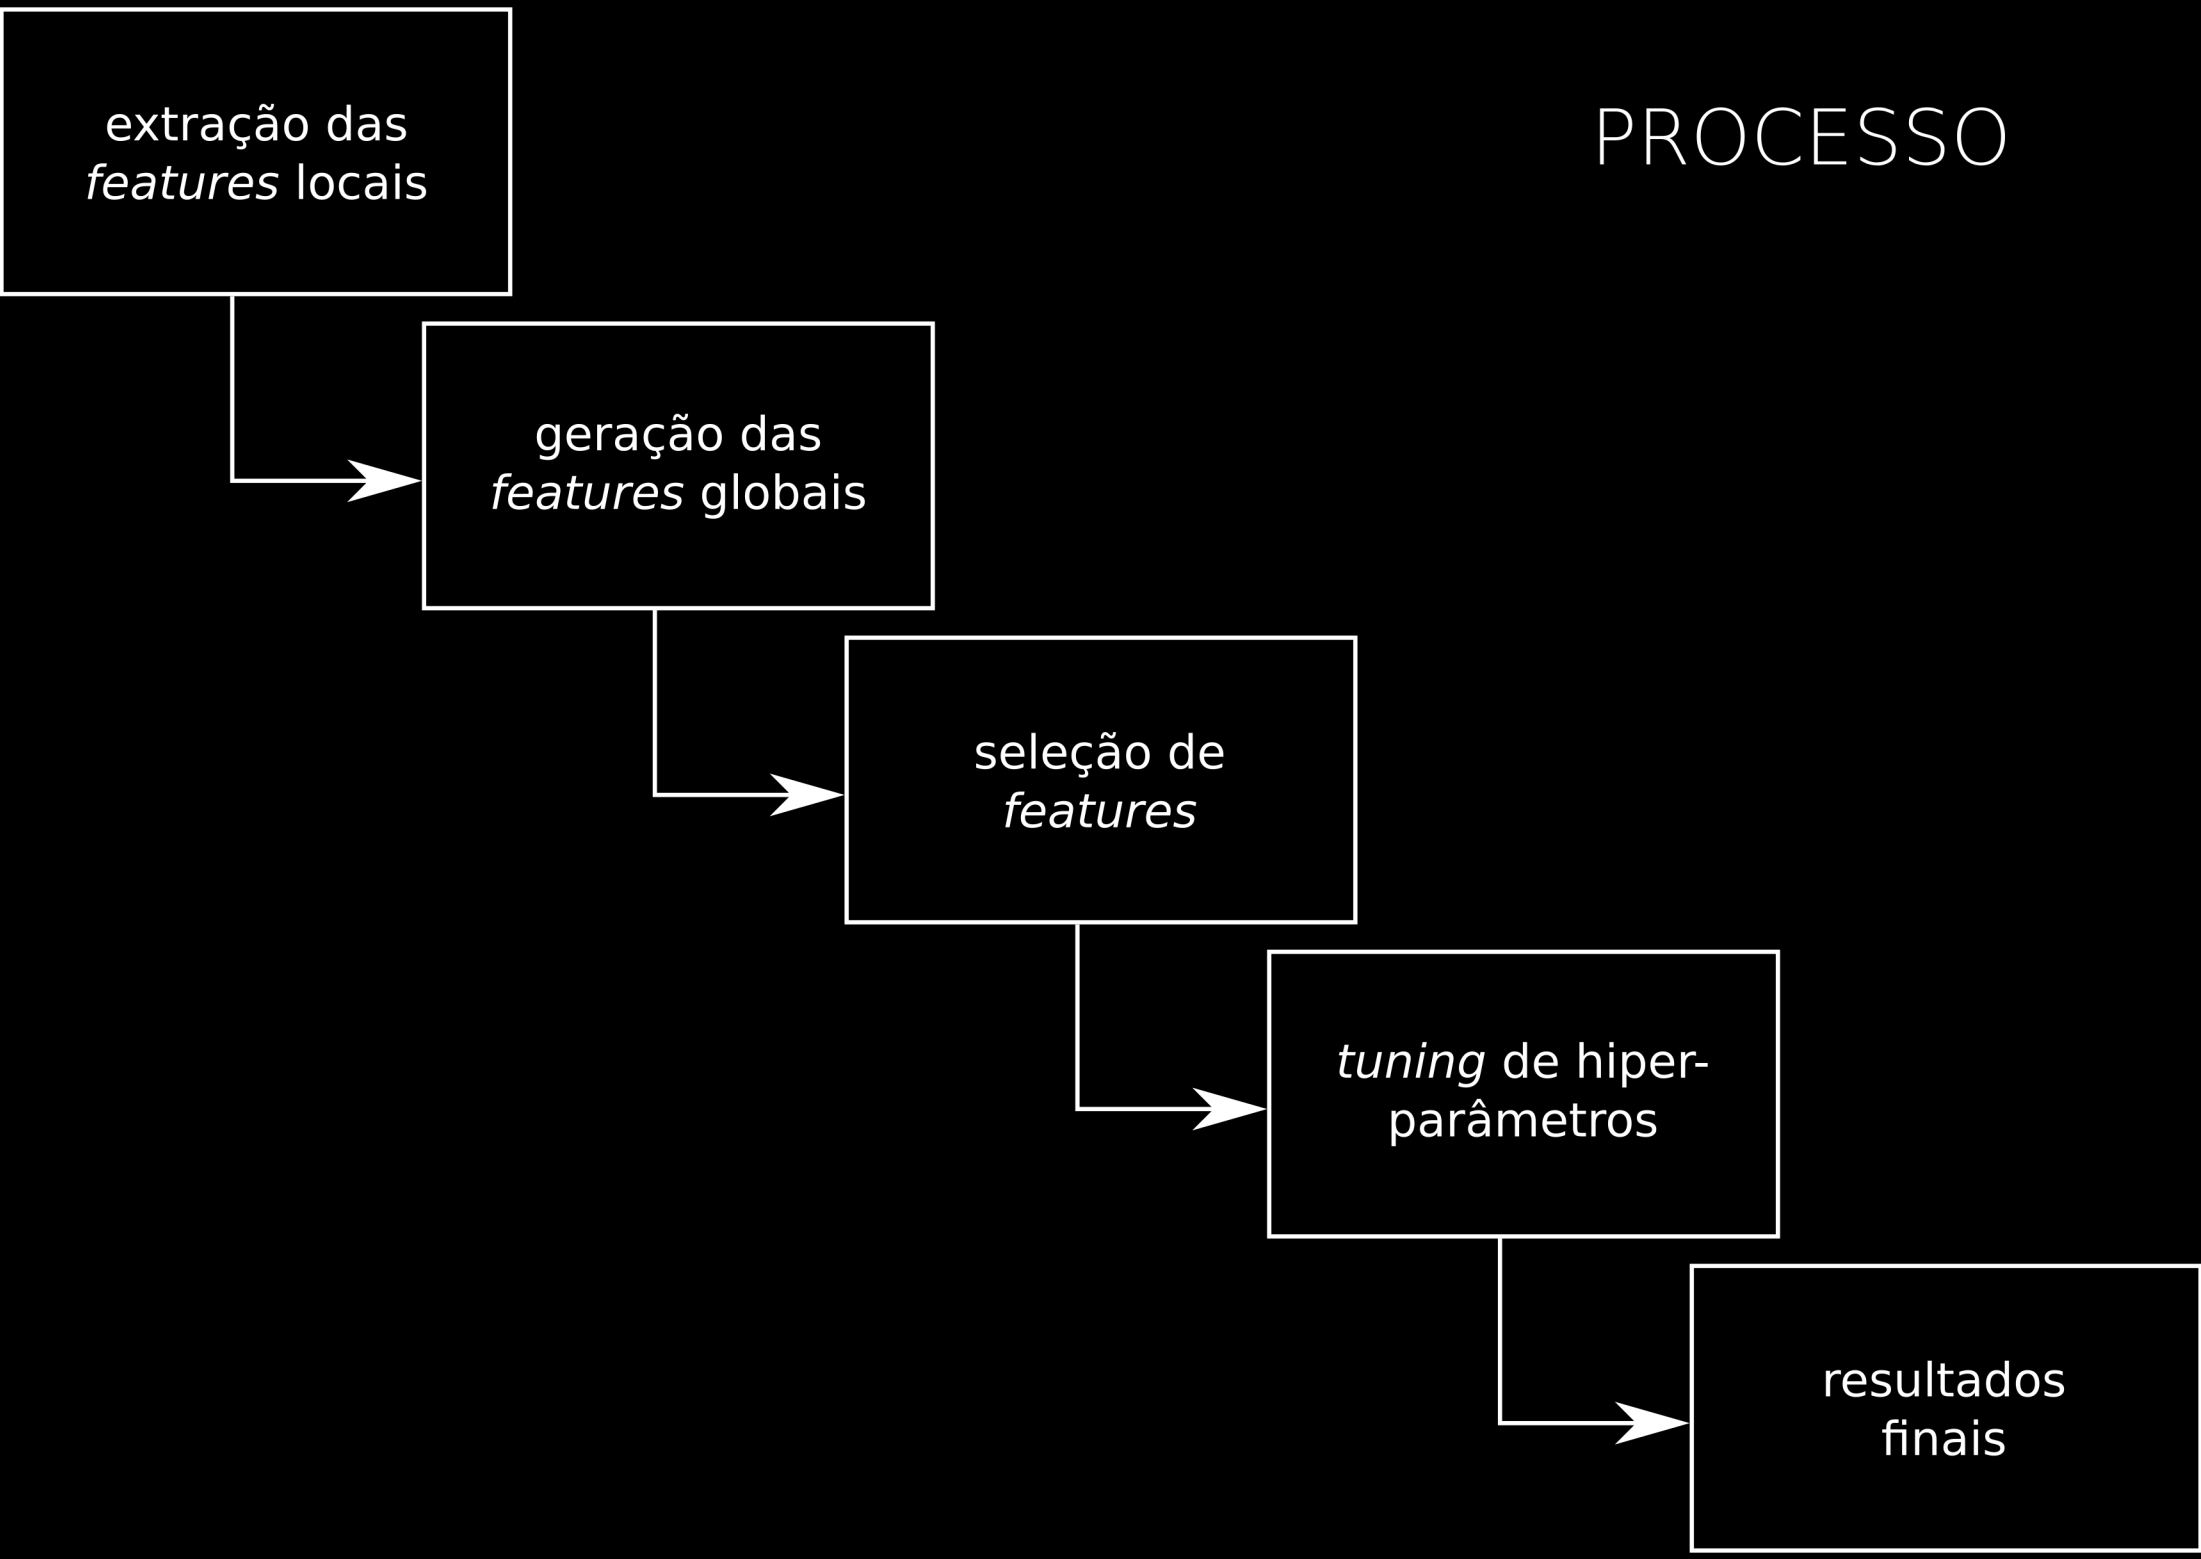 PROCESSO
extração das
features locais
geração das
features globais
seleção de
features
tuning de hiper-
parâmetros
resultados
finais